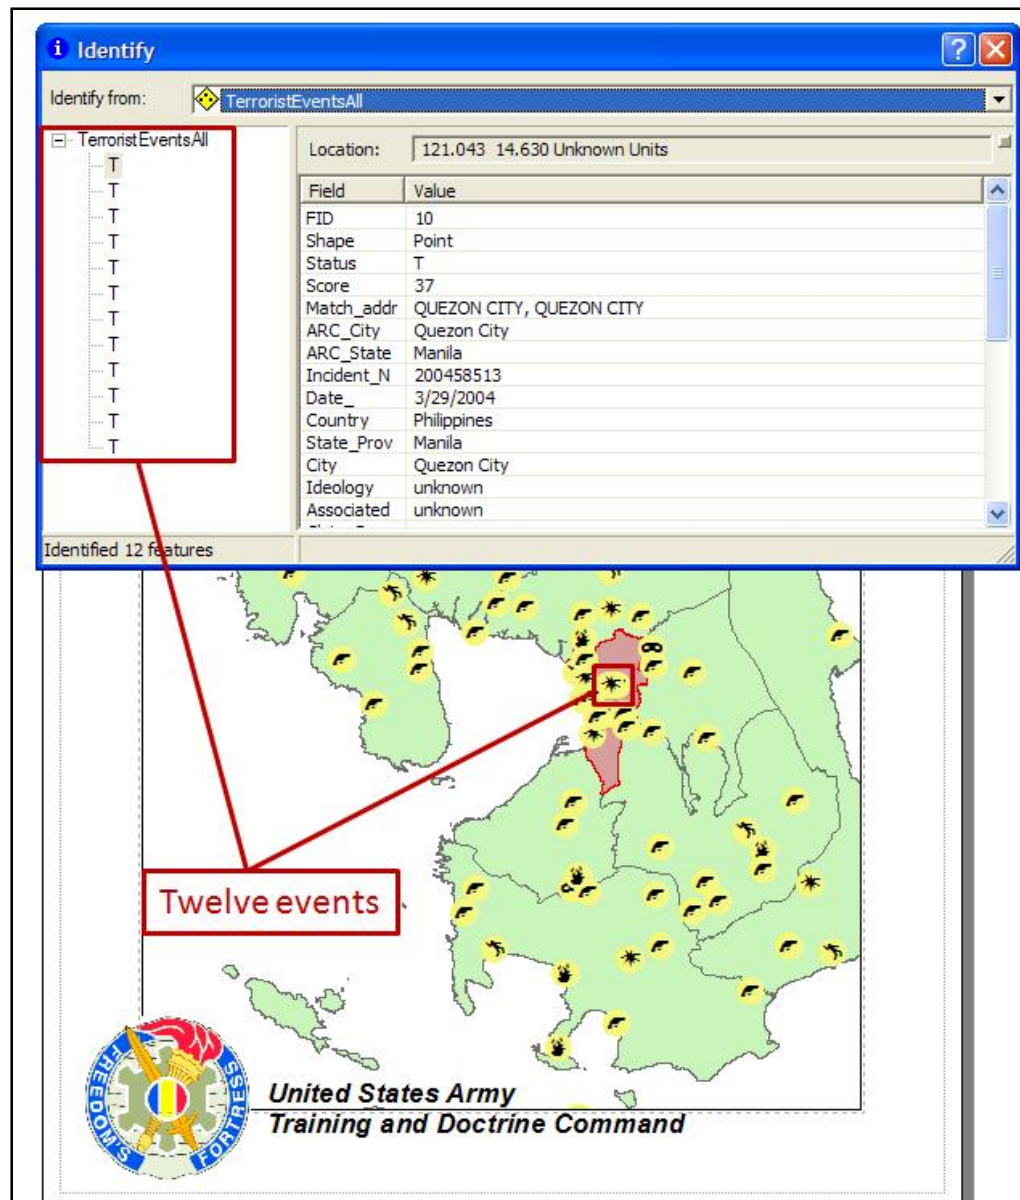 Identify
Identify from: TerroristEventsAll
TerroristEventsAll
T
T
T
T
T
T
T
T
T
T
T
T
Location: 121.043 14.630 Unknown Units
Field Value
FID 10
Shape Point
Status T
Score 37
Match_addr QUEZON CITY, QUEZON CITY
ARC_City Quezon City
ARC_State Manila
Incident_N 200458513
Date_ 3/29/2004
Country Philippines
State_Prov Manila
City Quezon City
Ideology unknown
Associated unknown
Identified 12 features
Twelve events
FREEDOM'S FORTRESS
United States Army
Training and Doctrine Command